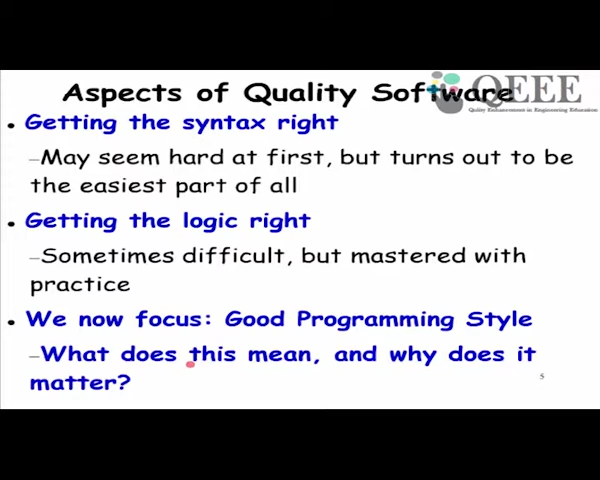 Aspects of Quality Software
QEEE
Quality Enhancement in Engineering Education
• Getting the syntax right
–May seem hard at first, but turns out to be
the easiest part of all
• Getting the logic right
–Sometimes difficult, but mastered with
practice
• We now focus: Good Programming Style
–What does this mean, and why does it
matter?
5